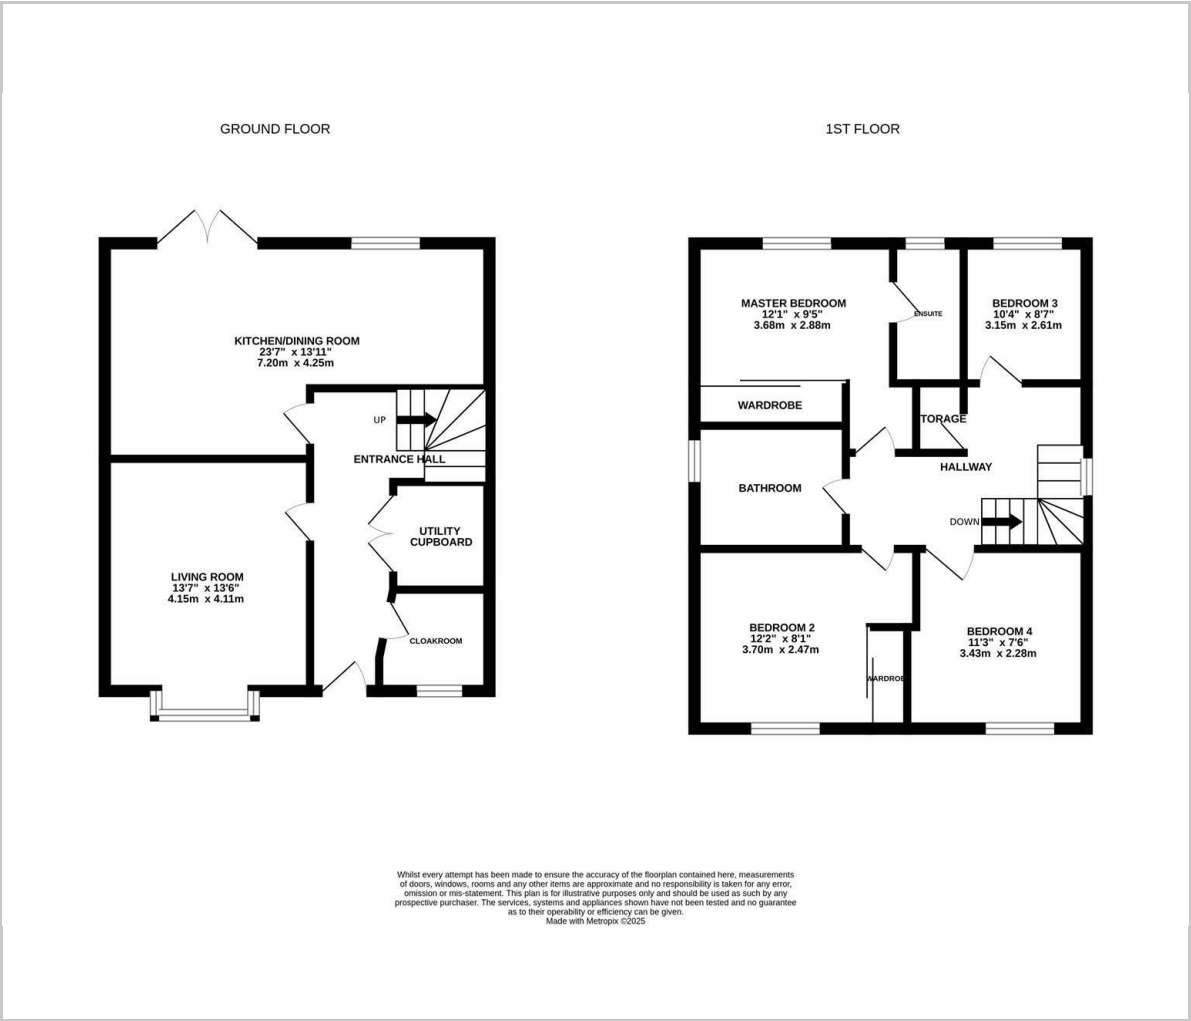 GROUND FLOOR
1ST FLOOR
KITCHEN/DINING ROOM
23'7" x 13'11"
7.20m x 4.25m
UP
ENTRANCE HALL
UTILITY
CUPBOARD
LIVING ROOM
13'7" x 13'6"
4.15m x 4.11m
CLOAKROOM
MASTER BEDROOM
12'1" x 9'5"
3.68m x 2.88m
ENSUITE
BEDROOM 3
10'4" x 8'7"
3.15m x 2.61m
WARDROBE
TORAGE
HALLWAY
BATHROOM
DOWN
BEDROOM 2
12'2" x 8'1"
3.70m x 2.47m
WARDROBE
BEDROOM 4
11'3" x 7'6"
3.43m x 2.28m
Whilst every attempt has been made to ensure the accuracy of the floorplan contained here, measurements
of doors, windows, rooms and any other items are approximate and no responsibility is taken for any error,
omission or mis-statement. This plan is for illustrative purposes only and should be used as such by any
prospective purchaser. The services, systems and appliances shown have not been tested and no guarantee
as to their operability or efficiency can be given.
Made with Metropix ©2025